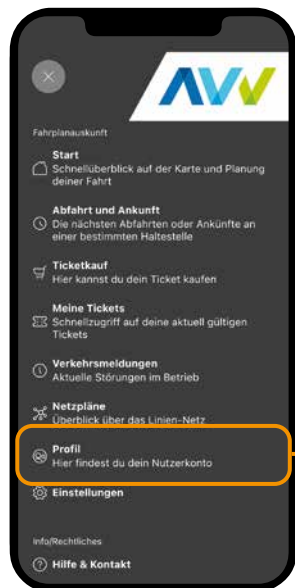 AVV
Fahrplanauskunft
Start
Schnellüberblick auf der Karte und Planung
deiner Fahrt
Abfahrt und Ankunft
Die nächsten Abfahrten oder Ankünfte an
einer bestimmten Haltestelle
Ticketkauf
Hier kannst du dein Ticket kaufen
Meine Tickets
Schnellzugriff auf deine aktuell gültigen
Tickets
Verkehrsmeldungen
Aktuelle Störungen im Betrieb
Netzpläne
Überblick über das Linien-Netz
Profil
Hier findest du dein Nutzerkonto
Einstellungen
Info/Rechtliches
Hilfe & Kontakt